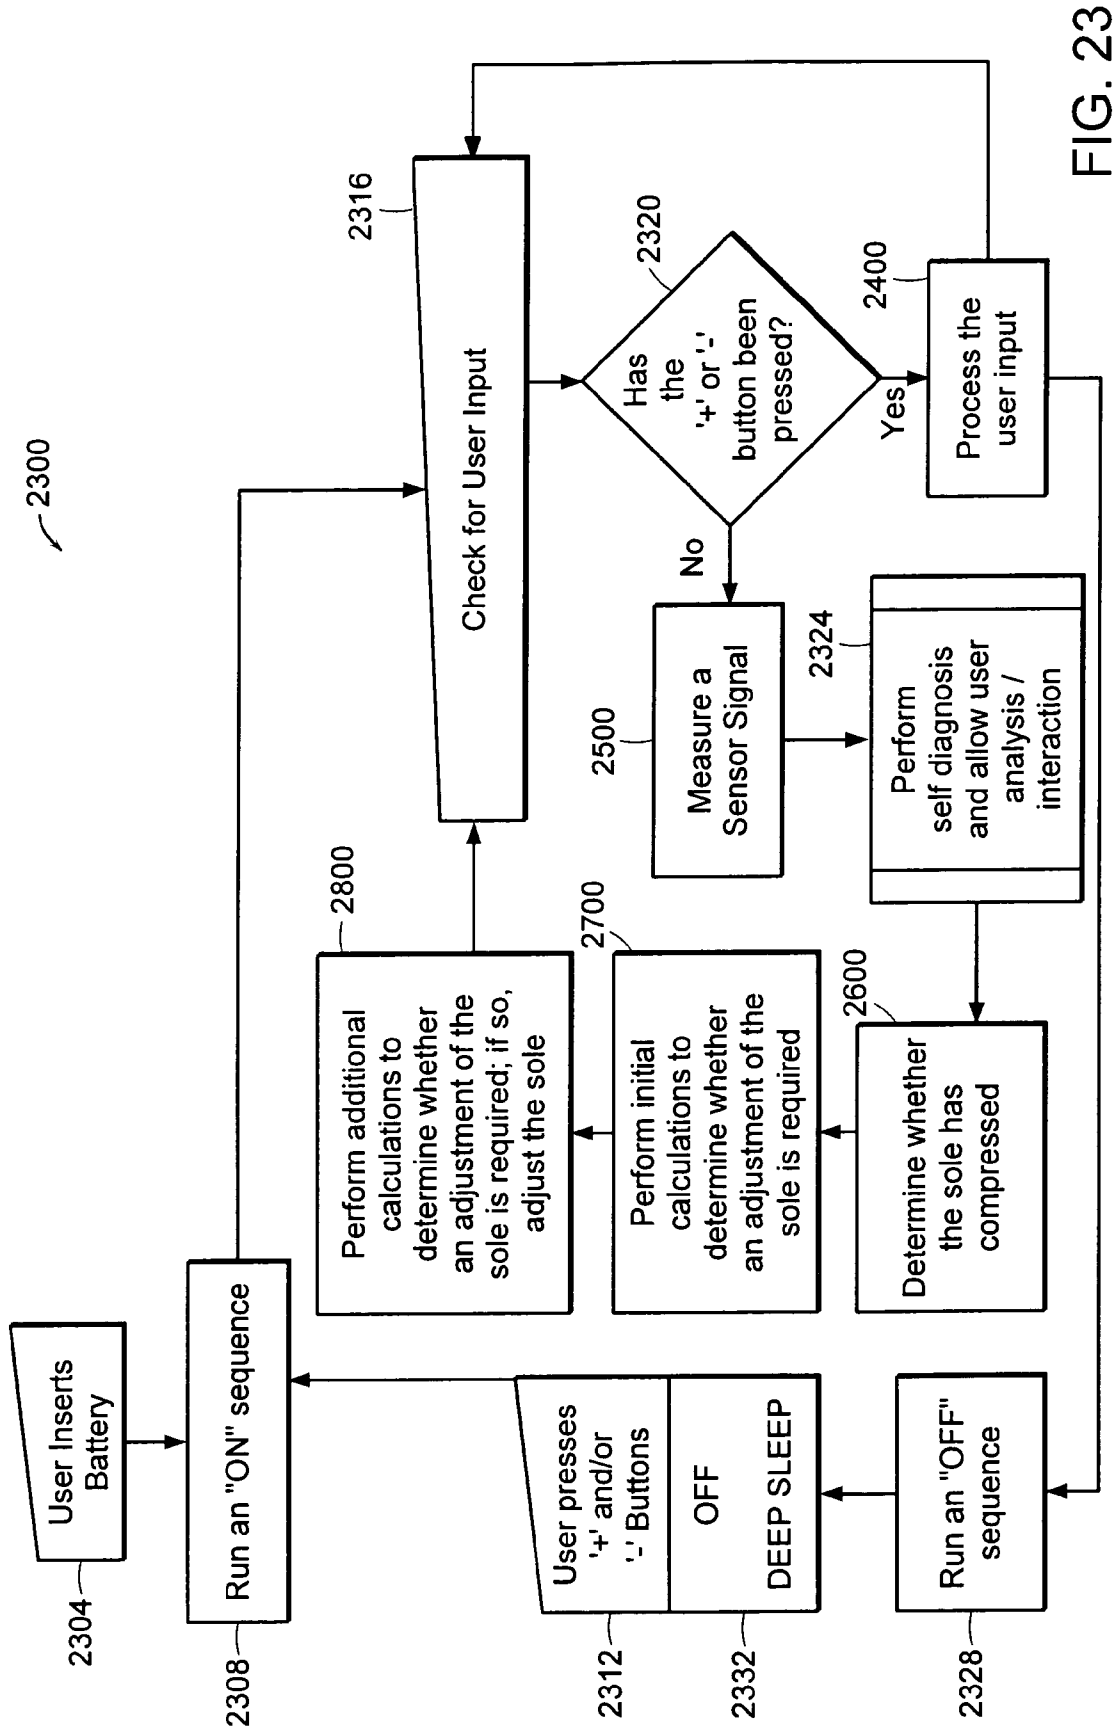 2300
User Inserts
Battery
2304
Run an "ON" sequence
2308
2316
Check for User Input
2320
Has
the
'+' or '-'
button been
pressed?
No
Yes
2400
Process the
user input
2500
Measure a
Sensor Signal
2324
Perform
self diagnosis
and allow user
analysis /
interaction
2600
Determine whether
the sole has
compressed
2700
Perform initial
calculations to
determine whether
an adjustment of the
sole is required
2800
Perform additional
calculations to
determine whether
an adjustment of the
sole is required; if so,
adjust the sole
User presses
'+' and/or
'-' Buttons
2312
OFF
DEEP SLEEP
2332
Run an "OFF"
sequence
2328
FIG. 23